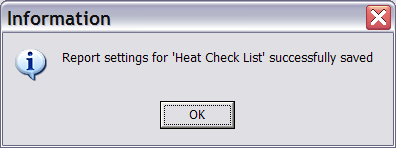 Information
Report settings for 'Heat Check List' successfully saved
OK